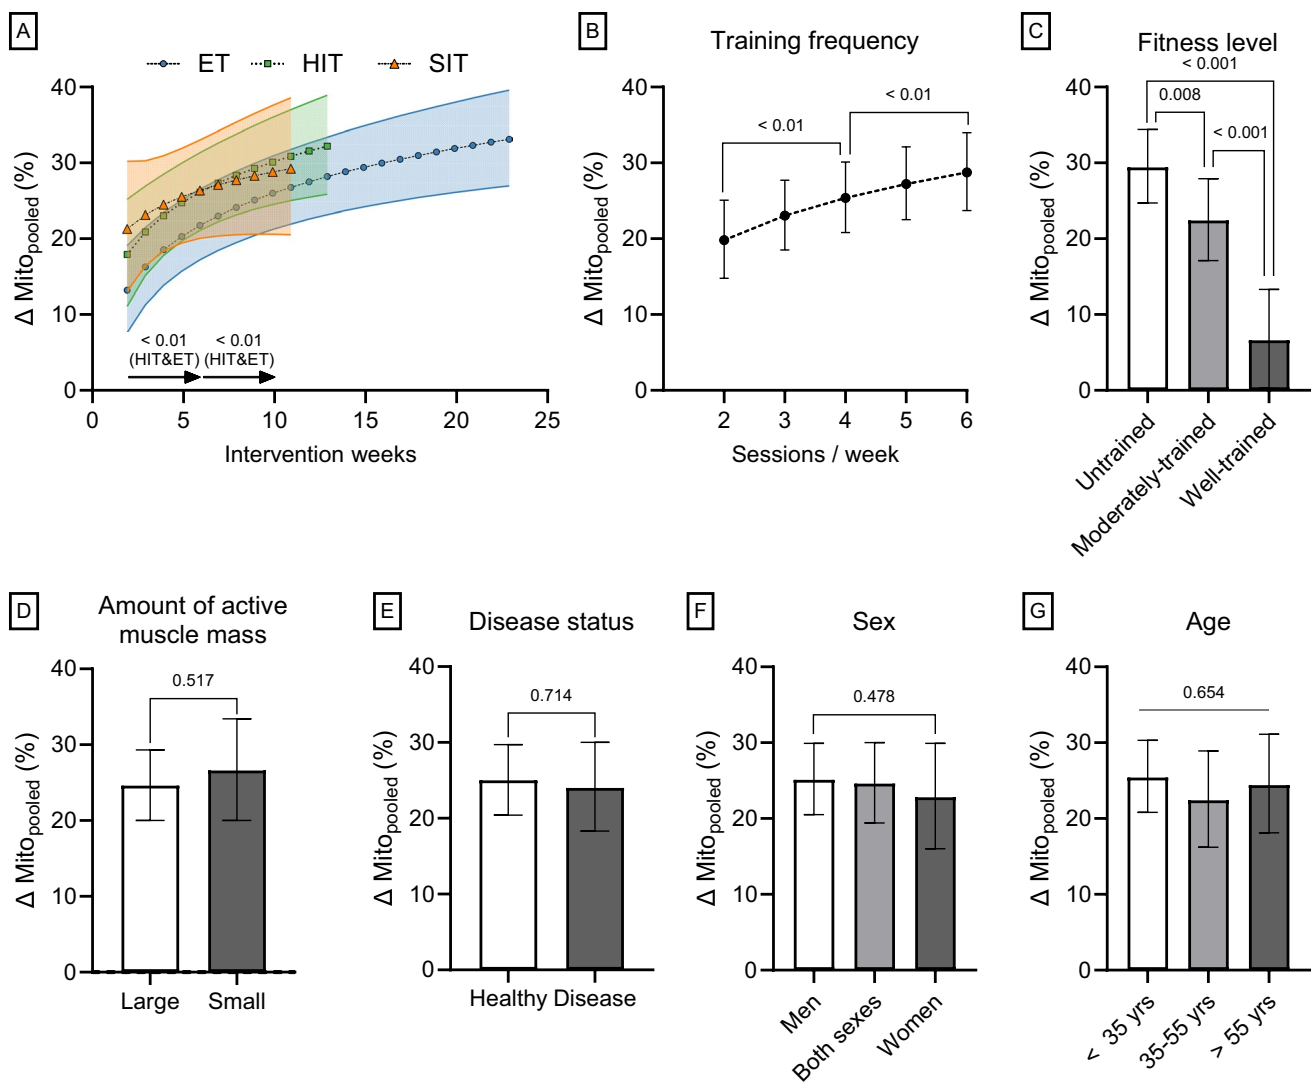 A
ET HIT SIT
Δ Mitopooled (%)
40
30
20
10
0
< 0.01
(HIT&ET)
< 0.01
(HIT&ET)
0 5 10 15 20 25
Intervention weeks
B
Training frequency
Δ Mitopooled (%)
40
30
20
10
0
< 0.01
< 0.01
2 3 4 5 6
Sessions / week
C
Fitness level
< 0.001
0.008
< 0.001
Δ Mitopooled (%)
40
30
20
10
0
Untrained
Moderately-trained
Well-trained
D
Amount of active
muscle mass
0.517
Δ Mitopooled (%)
40
30
20
10
0
Large Small
E
Disease status
0.714
Δ Mitopooled (%)
40
30
20
10
0
Healthy Disease
F
Sex
0.478
Δ Mitopooled (%)
40
30
20
10
0
Men
Both sexes
Women
G
Age
0.654
Δ Mitopooled (%)
40
30
20
10
0
< 35 yrs
35-55 yrs
> 55 yrs